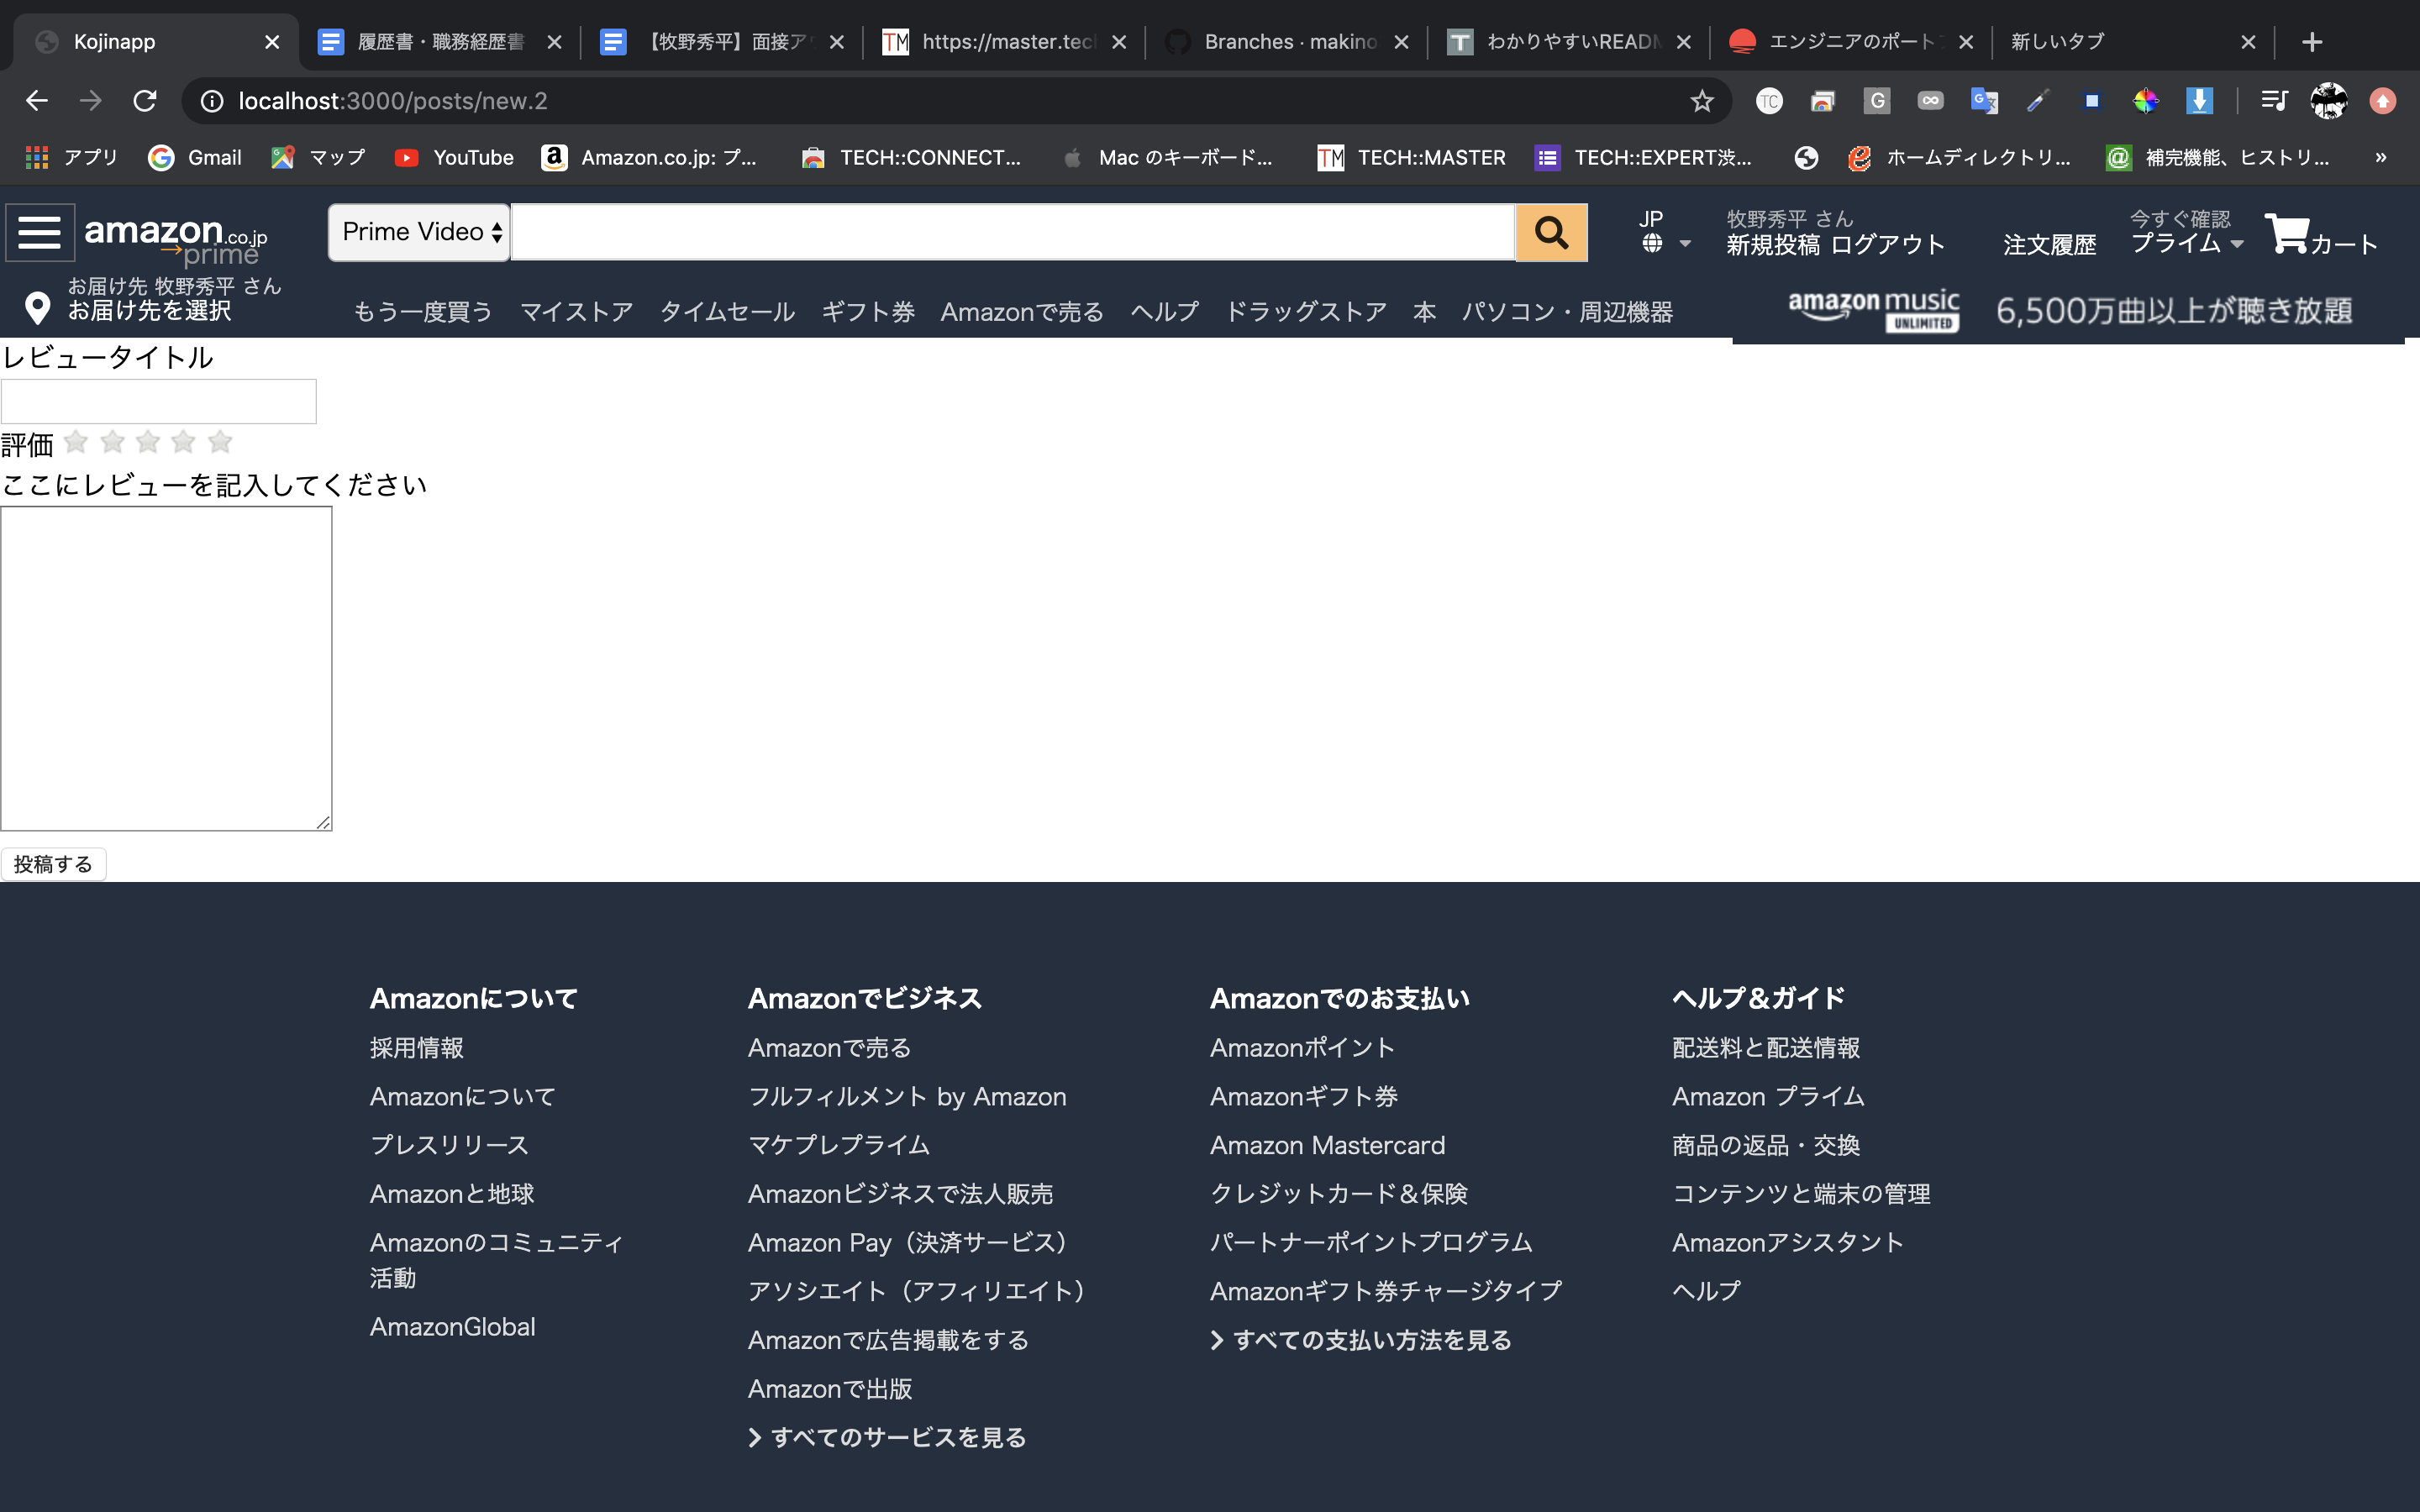 Kojinapp
履歴書・職務経歴書
【牧野秀平】面接ア
https://master.tec
Branches · makino
わかりやすいREAD
エンジニアのポート
新しいタブ
localhost:3000/posts/new.2
アプリ
Gmail
マップ
YouTube
Amazon.co.jp: プ...
TECH::CONNECT...
Mac のキーボード...
TECH::MASTER
TECH::EXPERT渋...
ホームディレクトリ...
補完機能、ヒストリ...
»
amazon.co.jp
prime
Prime Video
JP
牧野秀平 さん
新規投稿 ログアウト
注文履歴
今すぐ確認
プライム
カート
お届け先 牧野秀平 さん
お届け先を選択
もう一度買う マイストア タイムセール ギフト券 Amazonで売る ヘルプ ドラッグストア 本 パソコン・周辺機器
amazon music
UNLIMITED
6,500万曲以上が聴き放題
レビュータイトル
評価
ここにレビューを記入してください
投稿する
Amazonについて
採用情報
Amazonについて
プレスリリース
Amazonと地球
Amazonのコミュニティ
活動
AmazonGlobal
Amazonでビジネス
Amazonで売る
フルフィルメント by Amazon
マケプレプライム
Amazonビジネスで法人販売
Amazon Pay（決済サービス）
アソシエイト（アフィリエイト）
Amazonで広告掲載をする
Amazonで出版
すべてのサービスを見る
Amazonでのお支払い
Amazonポイント
Amazonギフト券
Amazon Mastercard
クレジットカード＆保険
パートナーポイントプログラム
Amazonギフト券チャージタイプ
すべての支払い方法を見る
ヘルプ＆ガイド
配送料と配送情報
Amazon プライム
商品の返品・交換
コンテンツと端末の管理
Amazonアシスタント
ヘルプ